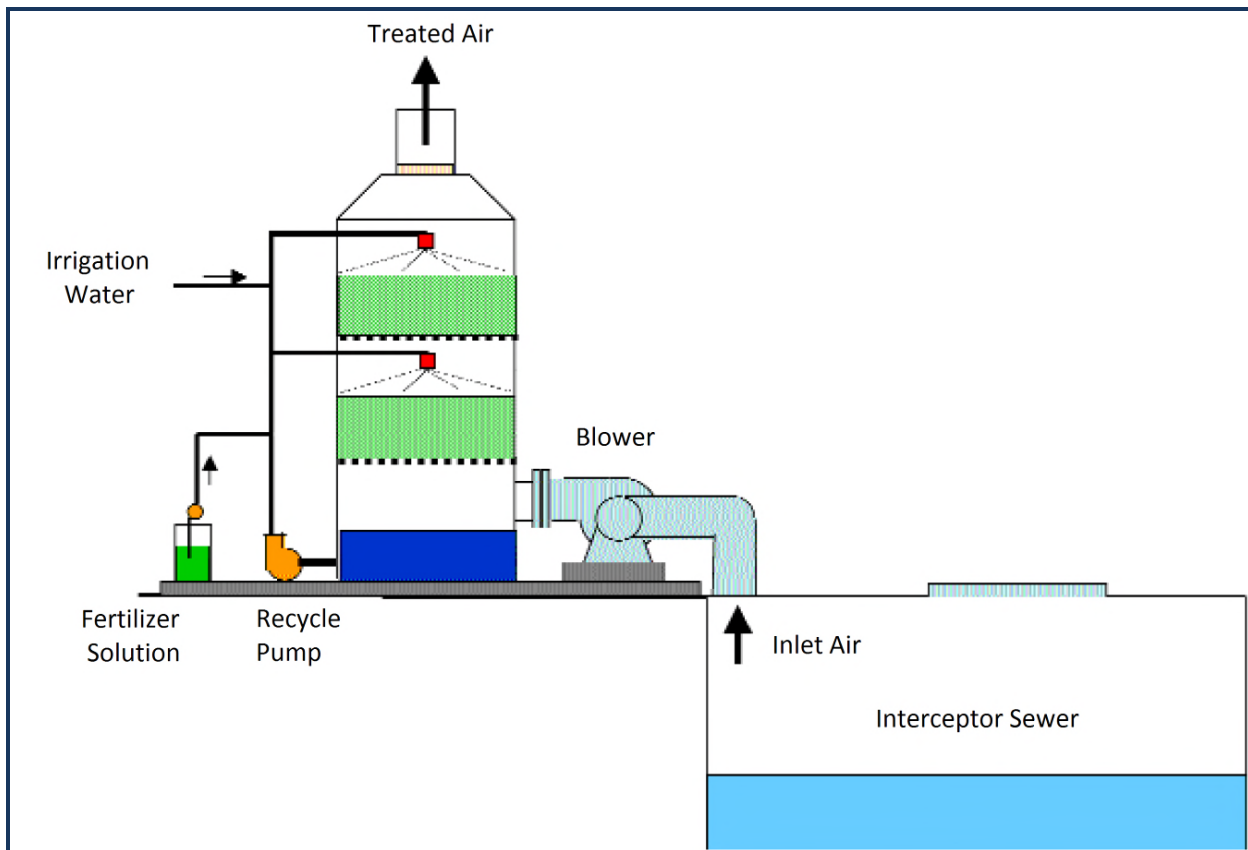 Treated Air
Irrigation
Water
Blower
Fertilizer
Solution
Recycle
Pump
Inlet Air
Interceptor Sewer